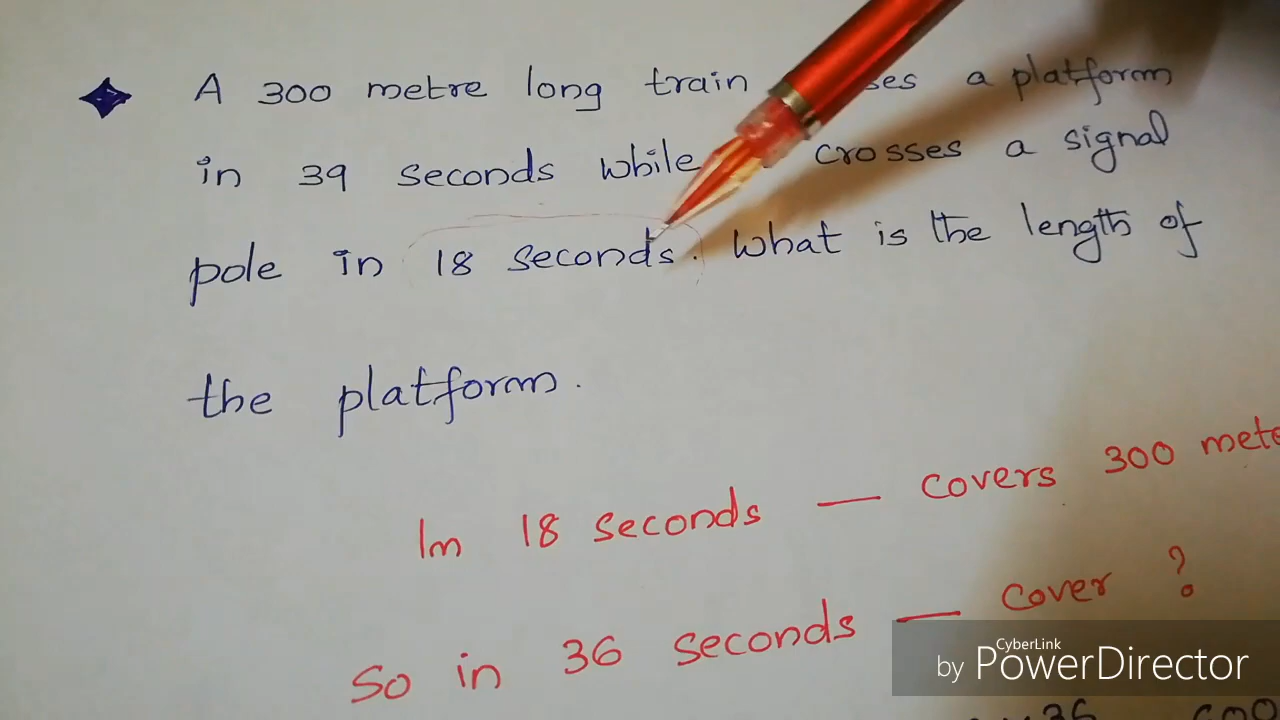 A 300 metre long train ses a platform
in 39 seconds while crosses a signal
pole in 18 seconds. What is the length of
the platform.
In 18 seconds — covers 300 mete
So in 36 seconds — cover ?
CyberLink
by PowerDirector